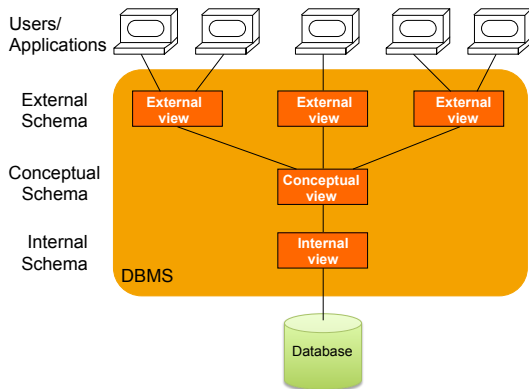 Users/
Applications
External
Schema
External
view
External
view
External
view
Conceptual
Schema
Conceptual
view
Internal
Schema
Internal
view
DBMS
Database